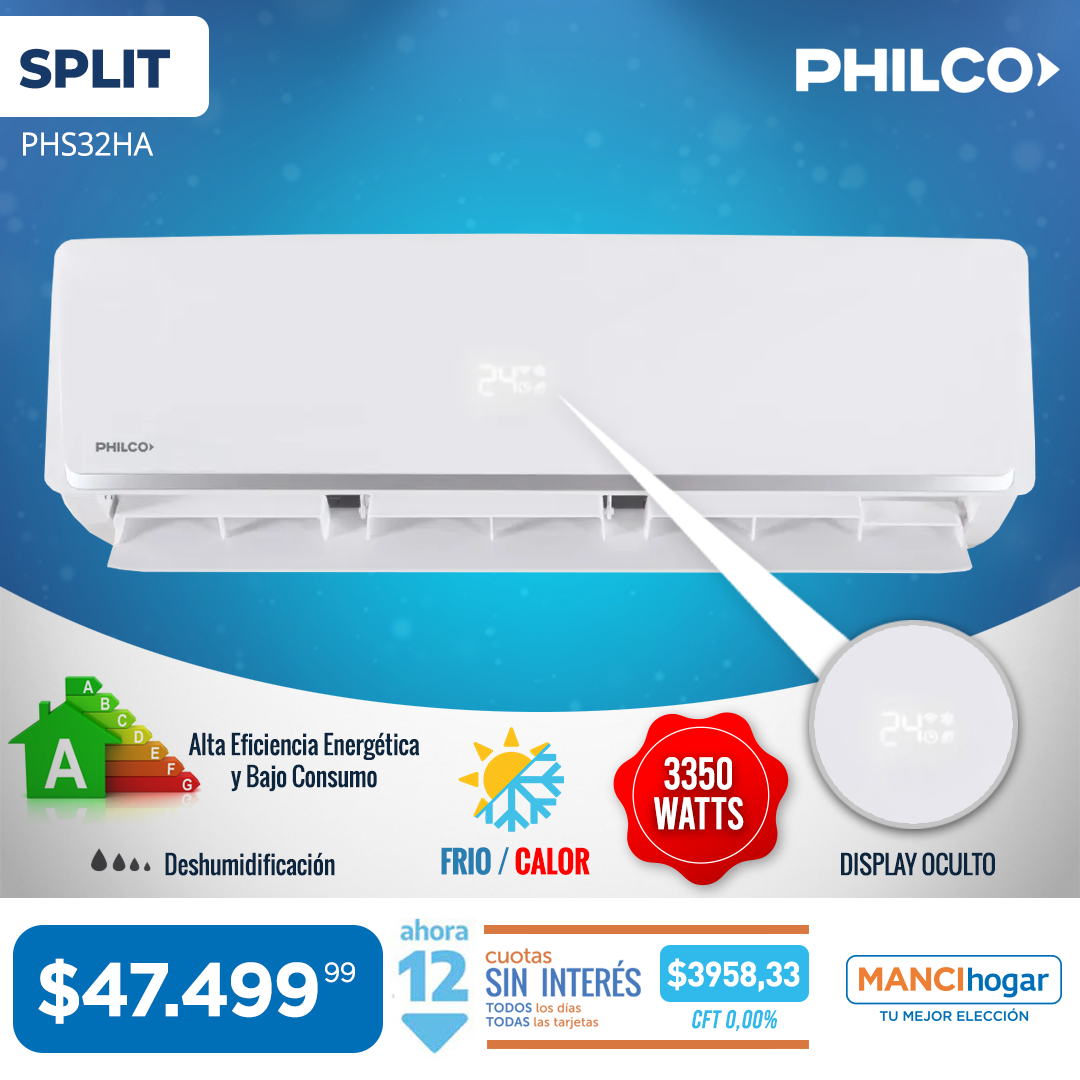 SPLIT
PHS32HA
PHILCO
24
PHILCO
24
A
B
C
D
E
F
G
A
Alta Eficiencia Energética
y Bajo Consumo
Deshumidificación
FRIO / CALOR
3350
WATTS
DISPLAY OCULTO
$47.499 99
ahora
12
cuotas
SIN INTERÉS
TODOS los días
TODAS las tarjetas
$3958,33
CFT 0,00%
MANCIhogar
TU MEJOR ELECCIÓN